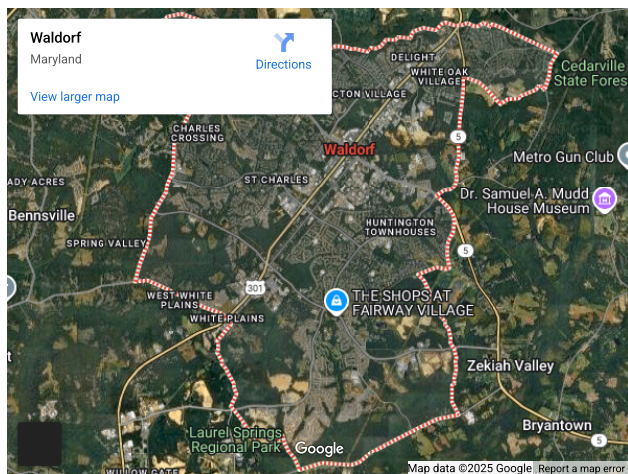 Waldorf
Maryland
Directions
View larger map
DELIGHT
WHITE OAK
VILLAGE
CTON VILLAGE
Cedarville
State Fores
CHARLES
CROSSING
5
Waldorf
Metro Gun Club
ADY ACRES
ST CHARLES
Dr. Samuel A. Mudd
House Museum
Bennsville
HUNTINGTON
TOWNHOUSES
SPRING VALLEY
5
301
WEST WHITE
PLAINS
THE SHOPS AT
FAIRWAY VILLAGE
WHITE PLAINS
t
Zekiah Valley
Bryantown
Laurel Springs
Regional Park
5
Google
WILLOW GATE
Map data ©2025 Google
Report a map error